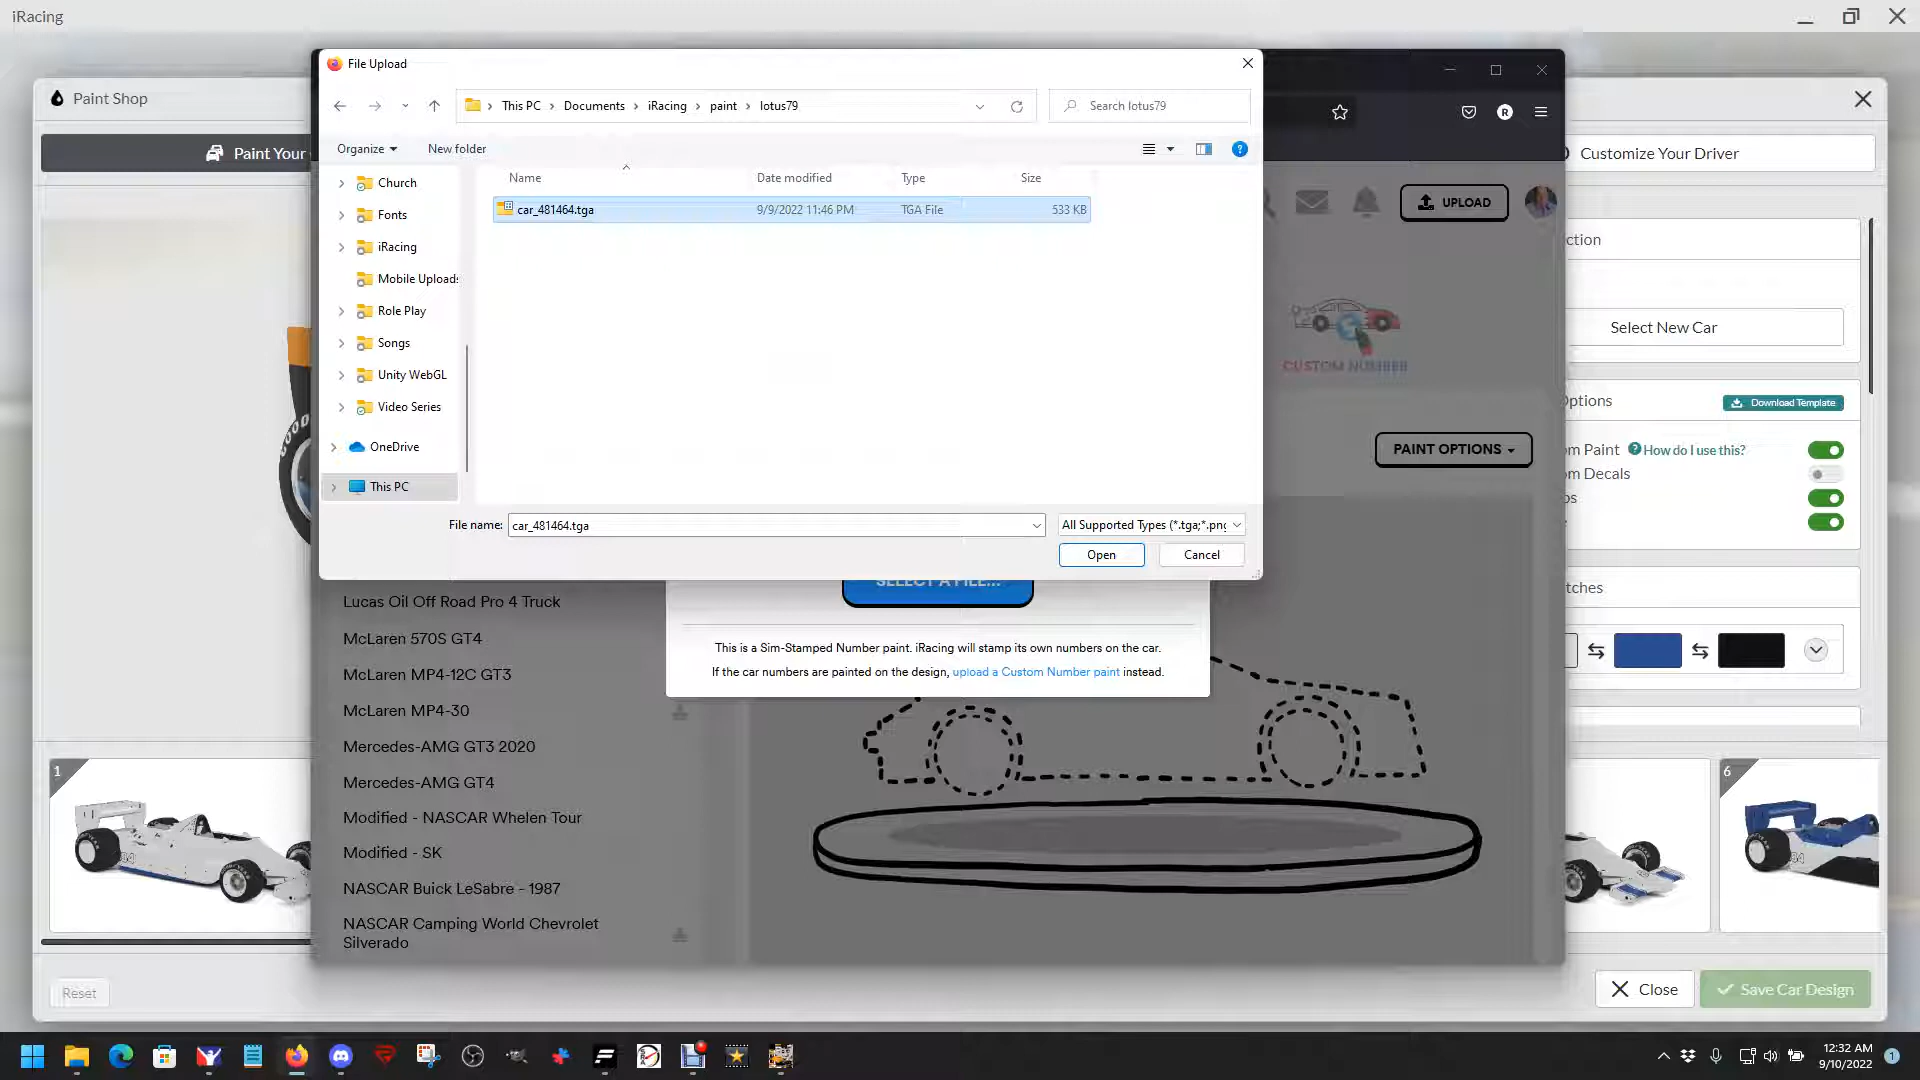 iRacing
File Upload
Paint Shop
This PC
Documents
iRacing
paint
lotus79
Search lotus79
R
Organize
New folder
?
Paint Your
Customize Your Driver
Name
Date modified
Type
Size
Church
car_481464.tga
9/9/2022 11:46 PM
TGA File
533 KB
UPLOAD
Fonts
ction
iRacing
Mobile Uploads
Role Play
Select New Car
Songs
CUSTOM NUMBER
Unity WebGL
Video Series
Options
Download Template
OneDrive
PAINT OPTIONS
m Paint
How do I use this?
m Decals
This PC
ps
File name:
car_481464.tga
All Supported Types (*.tga;*.png
Open
Cancel
SELECT A FILE...
tches
Lucas Oil Off Road Pro 4 Truck
McLaren 570S GT4
McLaren MP4-12C GT3
McLaren MP4-30
Mercedes-AMG GT3 2020
Mercedes-AMG GT4
Modified - NASCAR Whelen Tour
Modified - SK
NASCAR Buick LeSabre - 1987
NASCAR Camping World Chevrolet
Silverado
This is a Sim-Stamped Number paint. iRacing will stamp its own numbers on the car.
If the car numbers are painted on the design, upload a Custom Number paint instead.
1
6
Reset
Close
Save Car Design
12:32 AM
9/10/2022
1